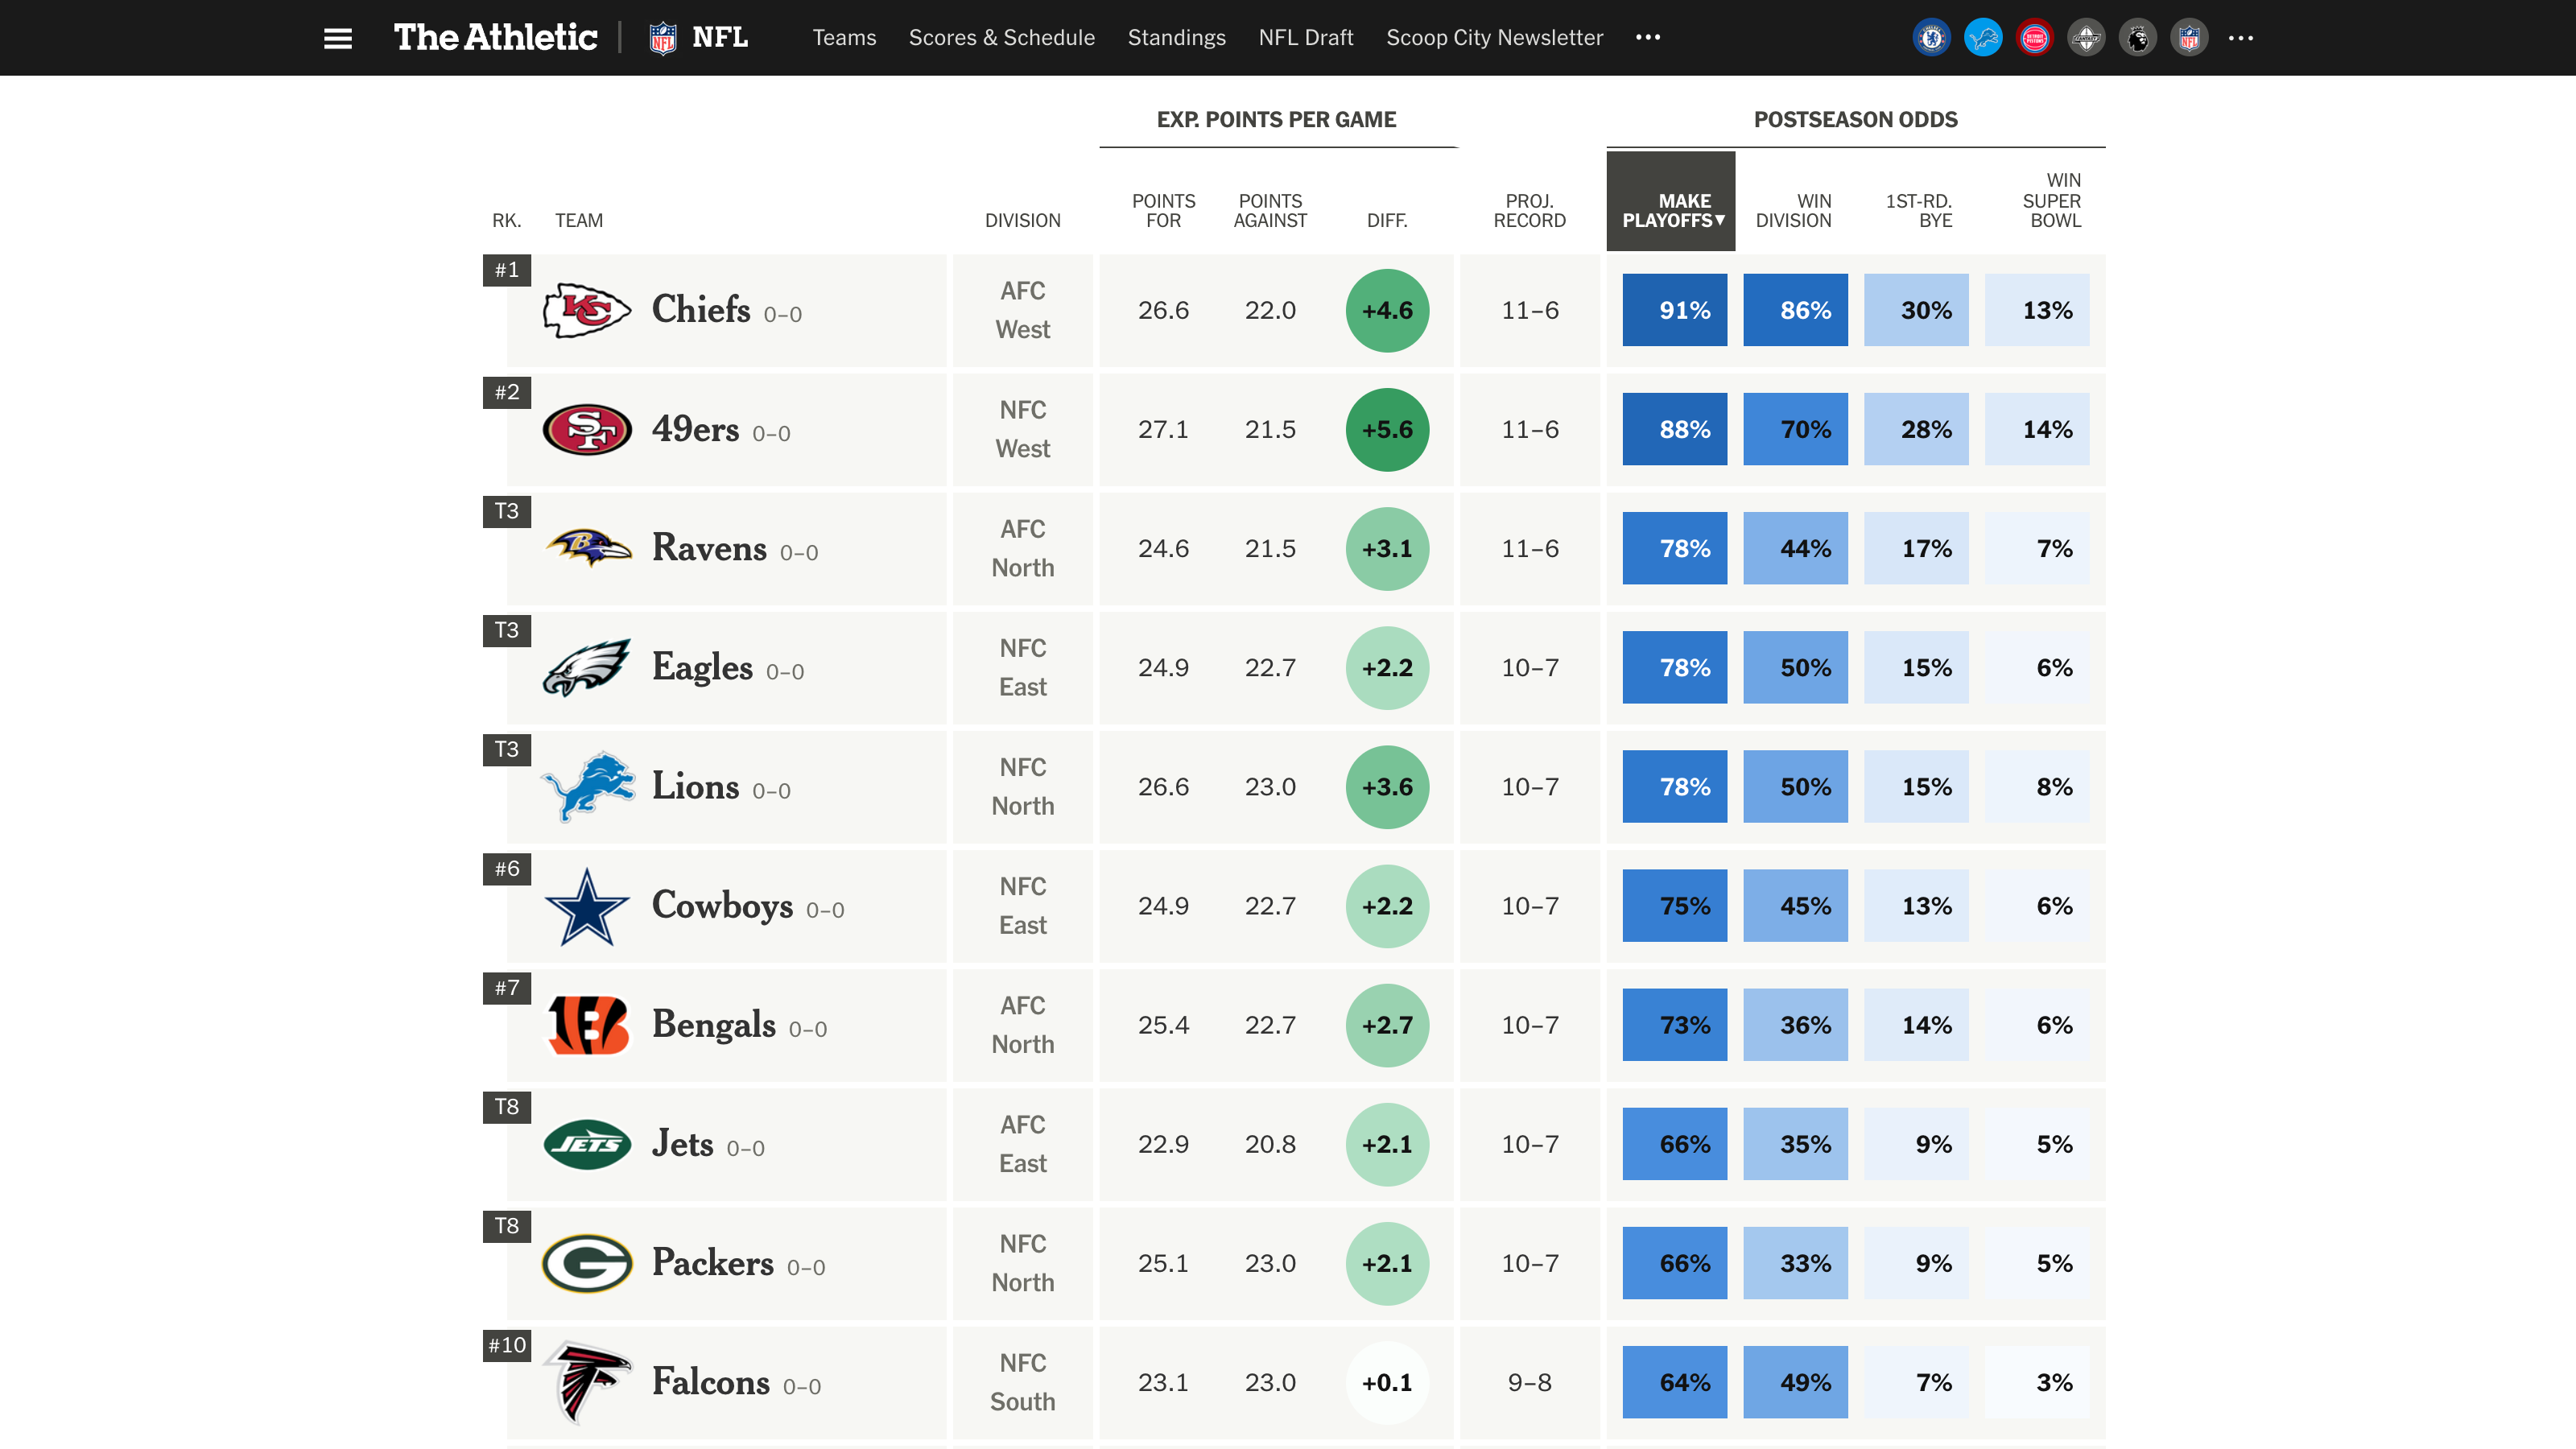 The Athletic NFL NFL Teams Scores & Schedule Standings NFL Draft Scoop City Newsletter •••
EXP. POINTS PER GAME POSTSEASON ODDS
RK. TEAM DIVISION POINTS FOR POINTS AGAINST DIFF. PROJ. RECORD MAKE PLAYOFFS▼ WIN DIVISION 1ST-RD. BYE WIN SUPER BOWL
#1 KC Chiefs 0–0 AFC West 26.6 22.0 +4.6 11–6 91% 86% 30% 13%
#2 SF 49ers 0–0 NFC West 27.1 21.5 +5.6 11–6 88% 70% 28% 14%
T3 B Ravens 0–0 AFC North 24.6 21.5 +3.1 11–6 78% 44% 17% 7%
T3 Eagles 0–0 NFC East 24.9 22.7 +2.2 10–7 78% 50% 15% 6%
T3 Lions 0–0 NFC North 26.6 23.0 +3.6 10–7 78% 50% 15% 8%
#6 Cowboys 0–0 NFC East 24.9 22.7 +2.2 10–7 75% 45% 13% 6%
#7 B Bengals 0–0 AFC North 25.4 22.7 +2.7 10–7 73% 36% 14% 6%
T8 JETS Jets 0–0 AFC East 22.9 20.8 +2.1 10–7 66% 35% 9% 5%
T8 G Packers 0–0 NFC North 25.1 23.0 +2.1 10–7 66% 33% 9% 5%
#10 Falcons 0–0 NFC South 23.1 23.0 +0.1 9–8 64% 49% 7% 3%